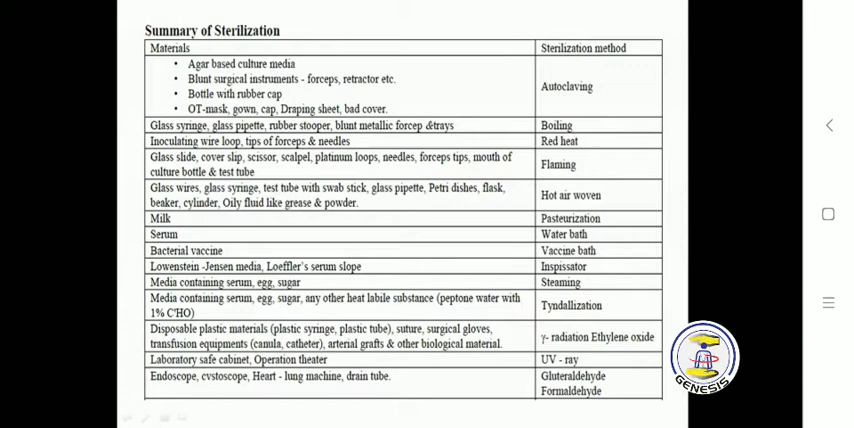 Summary of Sterilization
Materials Sterilization method
• Agar based culture media
• Blunt surgical instruments - forceps, retractor etc.
• Bottle with rubber cap
• OT-mask, gown, cap, Draping sheet, bad cover.
Autoclaving
Glass syringe, glass pipette, rubber stooper, blunt metallic forcep &trays Boiling
Inoculating wire loop, tips of forceps & needles Red heat
Glass slide, cover slip, scissor, scalpel, platinum loops, needles, forceps tips, mouth of
culture bottle & test tube
Flaming
Glass wires, glass syringe, test tube with swab stick, glass pipette, Petri dishes, flask,
beaker, cylinder, Oily fluid like grease & powder.
Hot air woven
Milk Pasteurization
Serum Water bath
Bacterial vaccine Vaccine bath
Lowenstein -Jensen media, Loeffler's serum slope Inspissator
Media containing serum, egg, sugar Steaming
Media containing serum, egg, sugar, any other heat labile substance (peptone water with
1% C'HO)
Tyndallization
Disposable plastic materials (plastic syringe, plastic tube), suture, surgical gloves,
transfusion equipments (canula, catheter), arterial grafts & other biological material.
γ- radiation Ethylene oxide
Laboratory safe cabinet, Operation theater UV - ray
Endoscope, cvstoscope, Heart - lung machine, drain tube. Gluteraldehyde
Formaldehyde
GENESIS